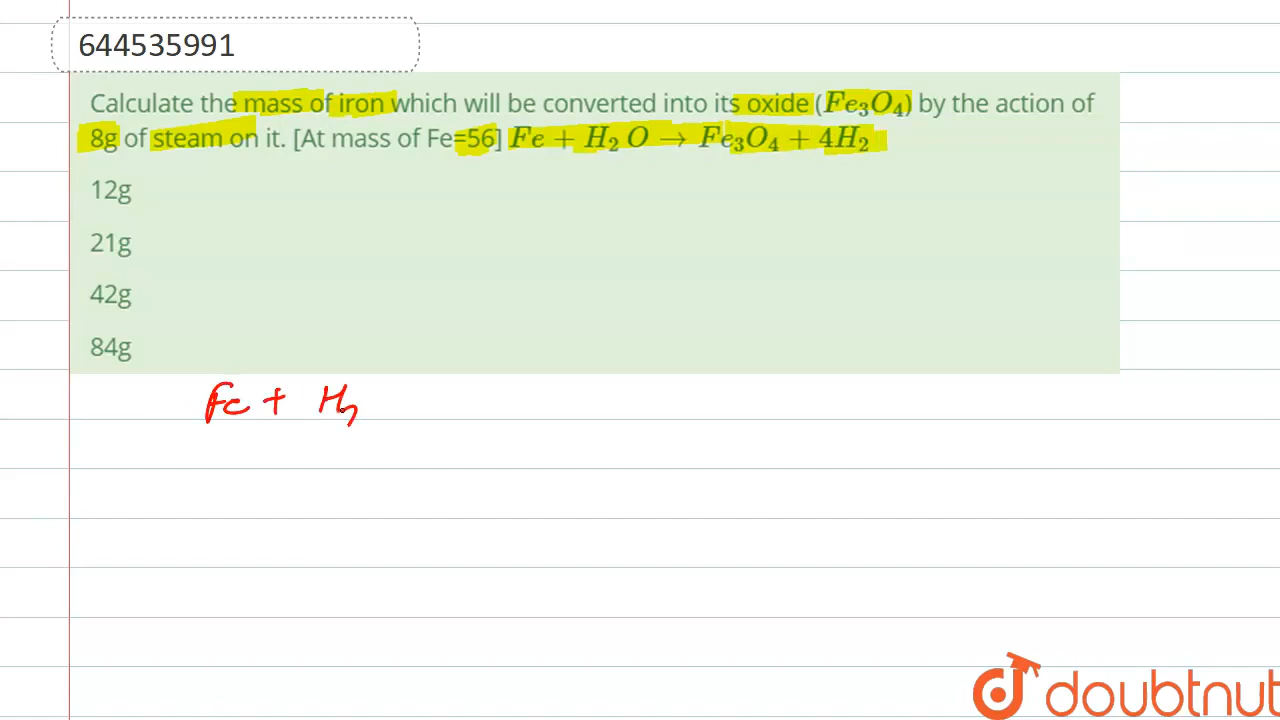 644535991
Calculate the mass of iron which will be converted into its oxide (Fe₃O₄) by the action of
8g of steam on it. [At mass of Fe=56] Fe + H₂O → Fe₃O₄ + 4H₂
12g
21g
42g
84g
Fe + H₂
doubtnut